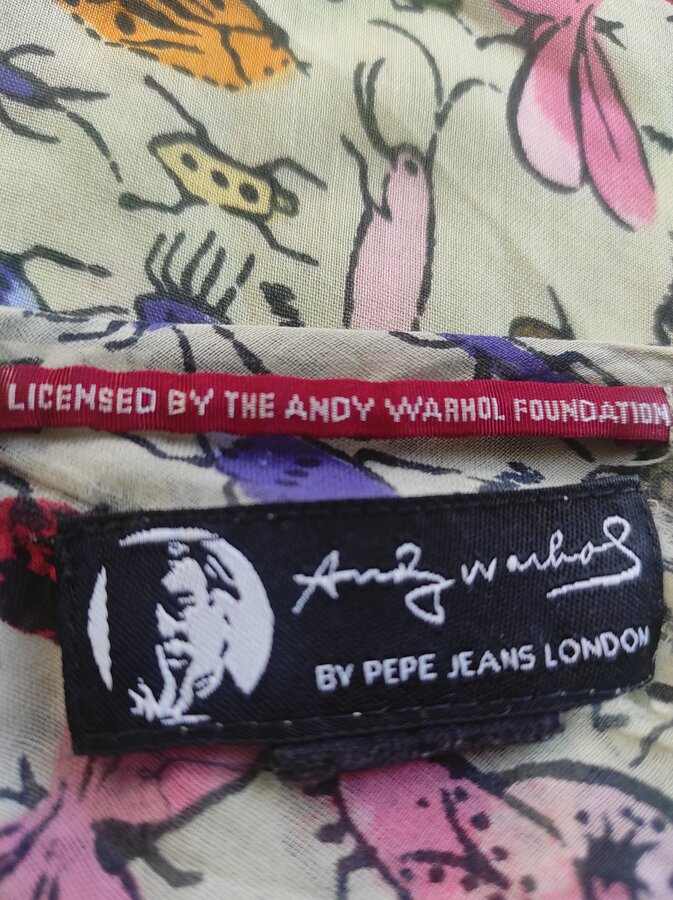 LICENSED BY THE ANDY WARHOL FOUNDATION
Andy Warhol
BY PEPE JEANS LONDON